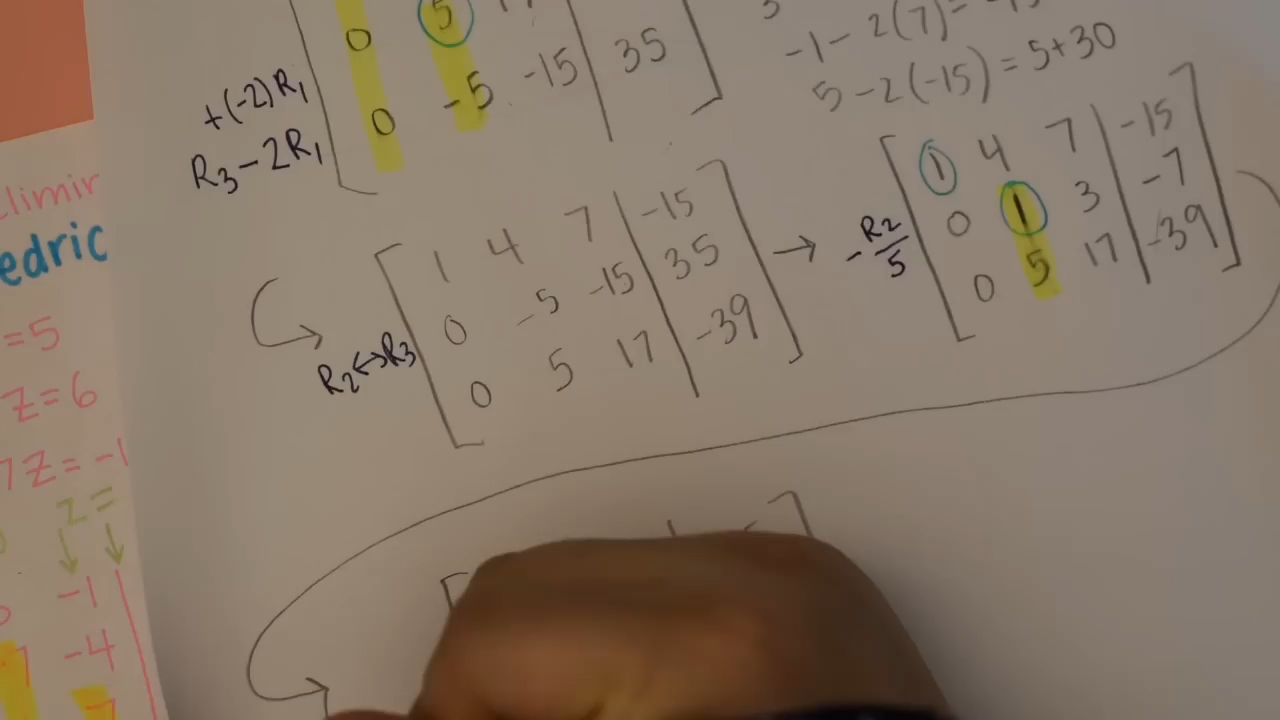 0 5
+(-2)R1 0 -5 -15 | 35
R3-2R1
-1-2(7)=
5-2(-15)=5+30
1 4 7 | -15
0 -5 -15 | 35
R2↔R3 0 5 17 | -39
→
1 4 7 | -15
-R2/5 0 1 3 | -7
0 5 17 | -39
limir
edric
=5
Z=6
7Z=-1
Z=
-1
-4
7